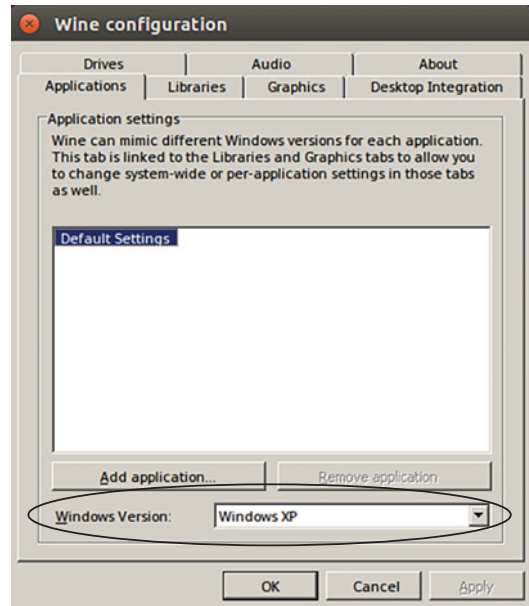 Wine configuration
Drives Audio About
Applications Libraries Graphics Desktop Integration
Application settings
Wine can mimic different Windows versions for each application.
This tab is linked to the Libraries and Graphics tabs to allow you
to change system-wide or per-application settings in those tabs
as well.
Default Settings
Add application... Remove application
Windows Version: Windows XP
OK Cancel Apply